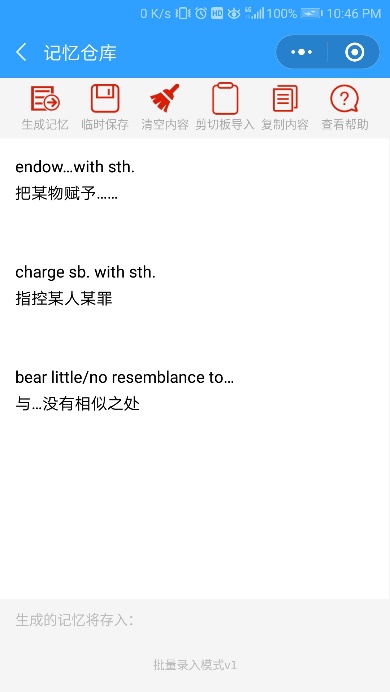 0 K/s HD 4G 100% 10:46 PM
记忆仓库
生成记忆 临时保存 清空内容 剪切板导入 复制内容 查看帮助
endow...with sth.
把某物赋予……
charge sb. with sth.
指控某人某罪
bear little/no resemblance to...
与...没有相似之处
生成的记忆将存入：
批量录入模式v1